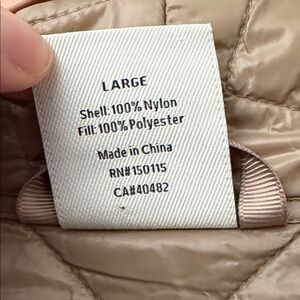 LARGE
Shell: 100% Nylon
Fill: 100% Polyester
Made in China
RN#150115
CA#40482